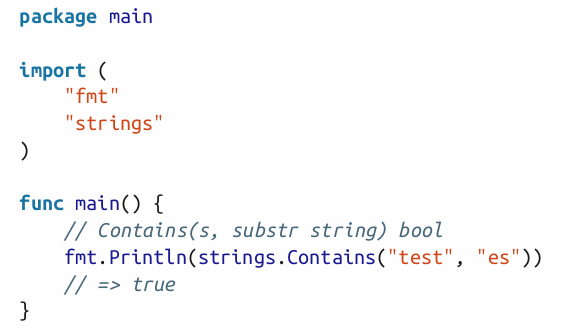 package main

import (
    "fmt"
    "strings"
)

func main() {
    // Contains(s, substr string) bool
    fmt.Println(strings.Contains("test", "es"))
    // => true
}